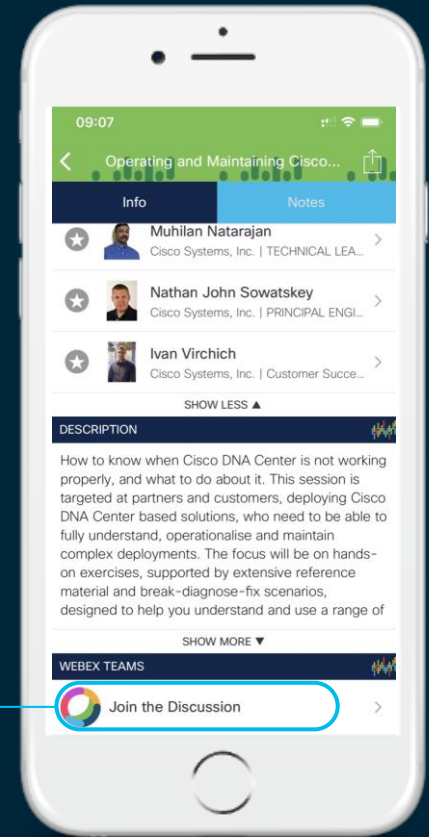 09:07
Operating and Maintaining Cisco...
Info
Notes
Muhilan Natarajan
Cisco Systems, Inc. | TECHNICAL LEA...
Nathan John Sowatskey
Cisco Systems, Inc. | PRINCIPAL ENGI...
Ivan Virchich
Cisco Systems, Inc. | Customer Succe...
SHOW LESS ▲
DESCRIPTION
How to know when Cisco DNA Center is not working
properly, and what to do about it. This session is
targeted at partners and customers, deploying Cisco
DNA Center based solutions, who need to be able to
fully understand, operationalise and maintain
complex deployments. The focus will be on hands-
on exercises, supported by extensive reference
material and break-diagnose-fix scenarios,
designed to help you understand and use a range of
SHOW MORE ▼
WEBEX TEAMS
Join the Discussion